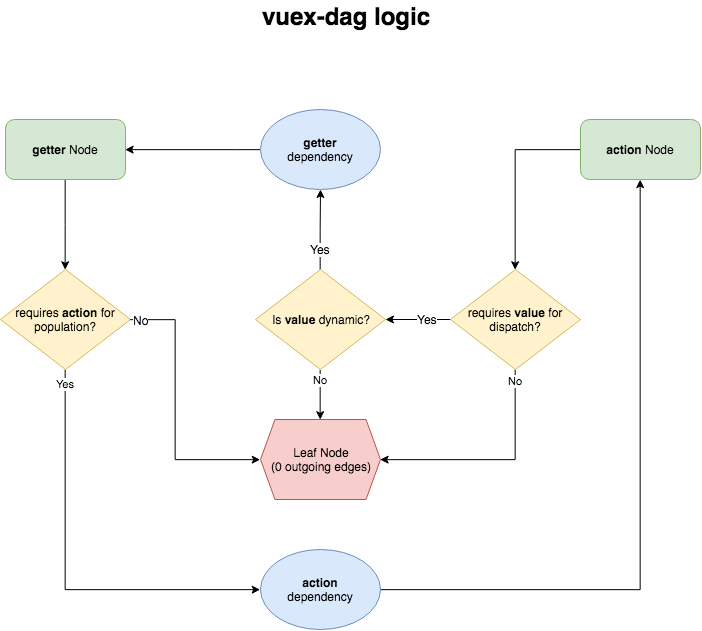 vuex-dag logic
getter
dependency
getter Node
action Node
Yes
requires action for
population?
No
Is value dynamic?
Yes
requires value for
dispatch?
Yes
No
No
Leaf Node
(0 outgoing edges)
action
dependency